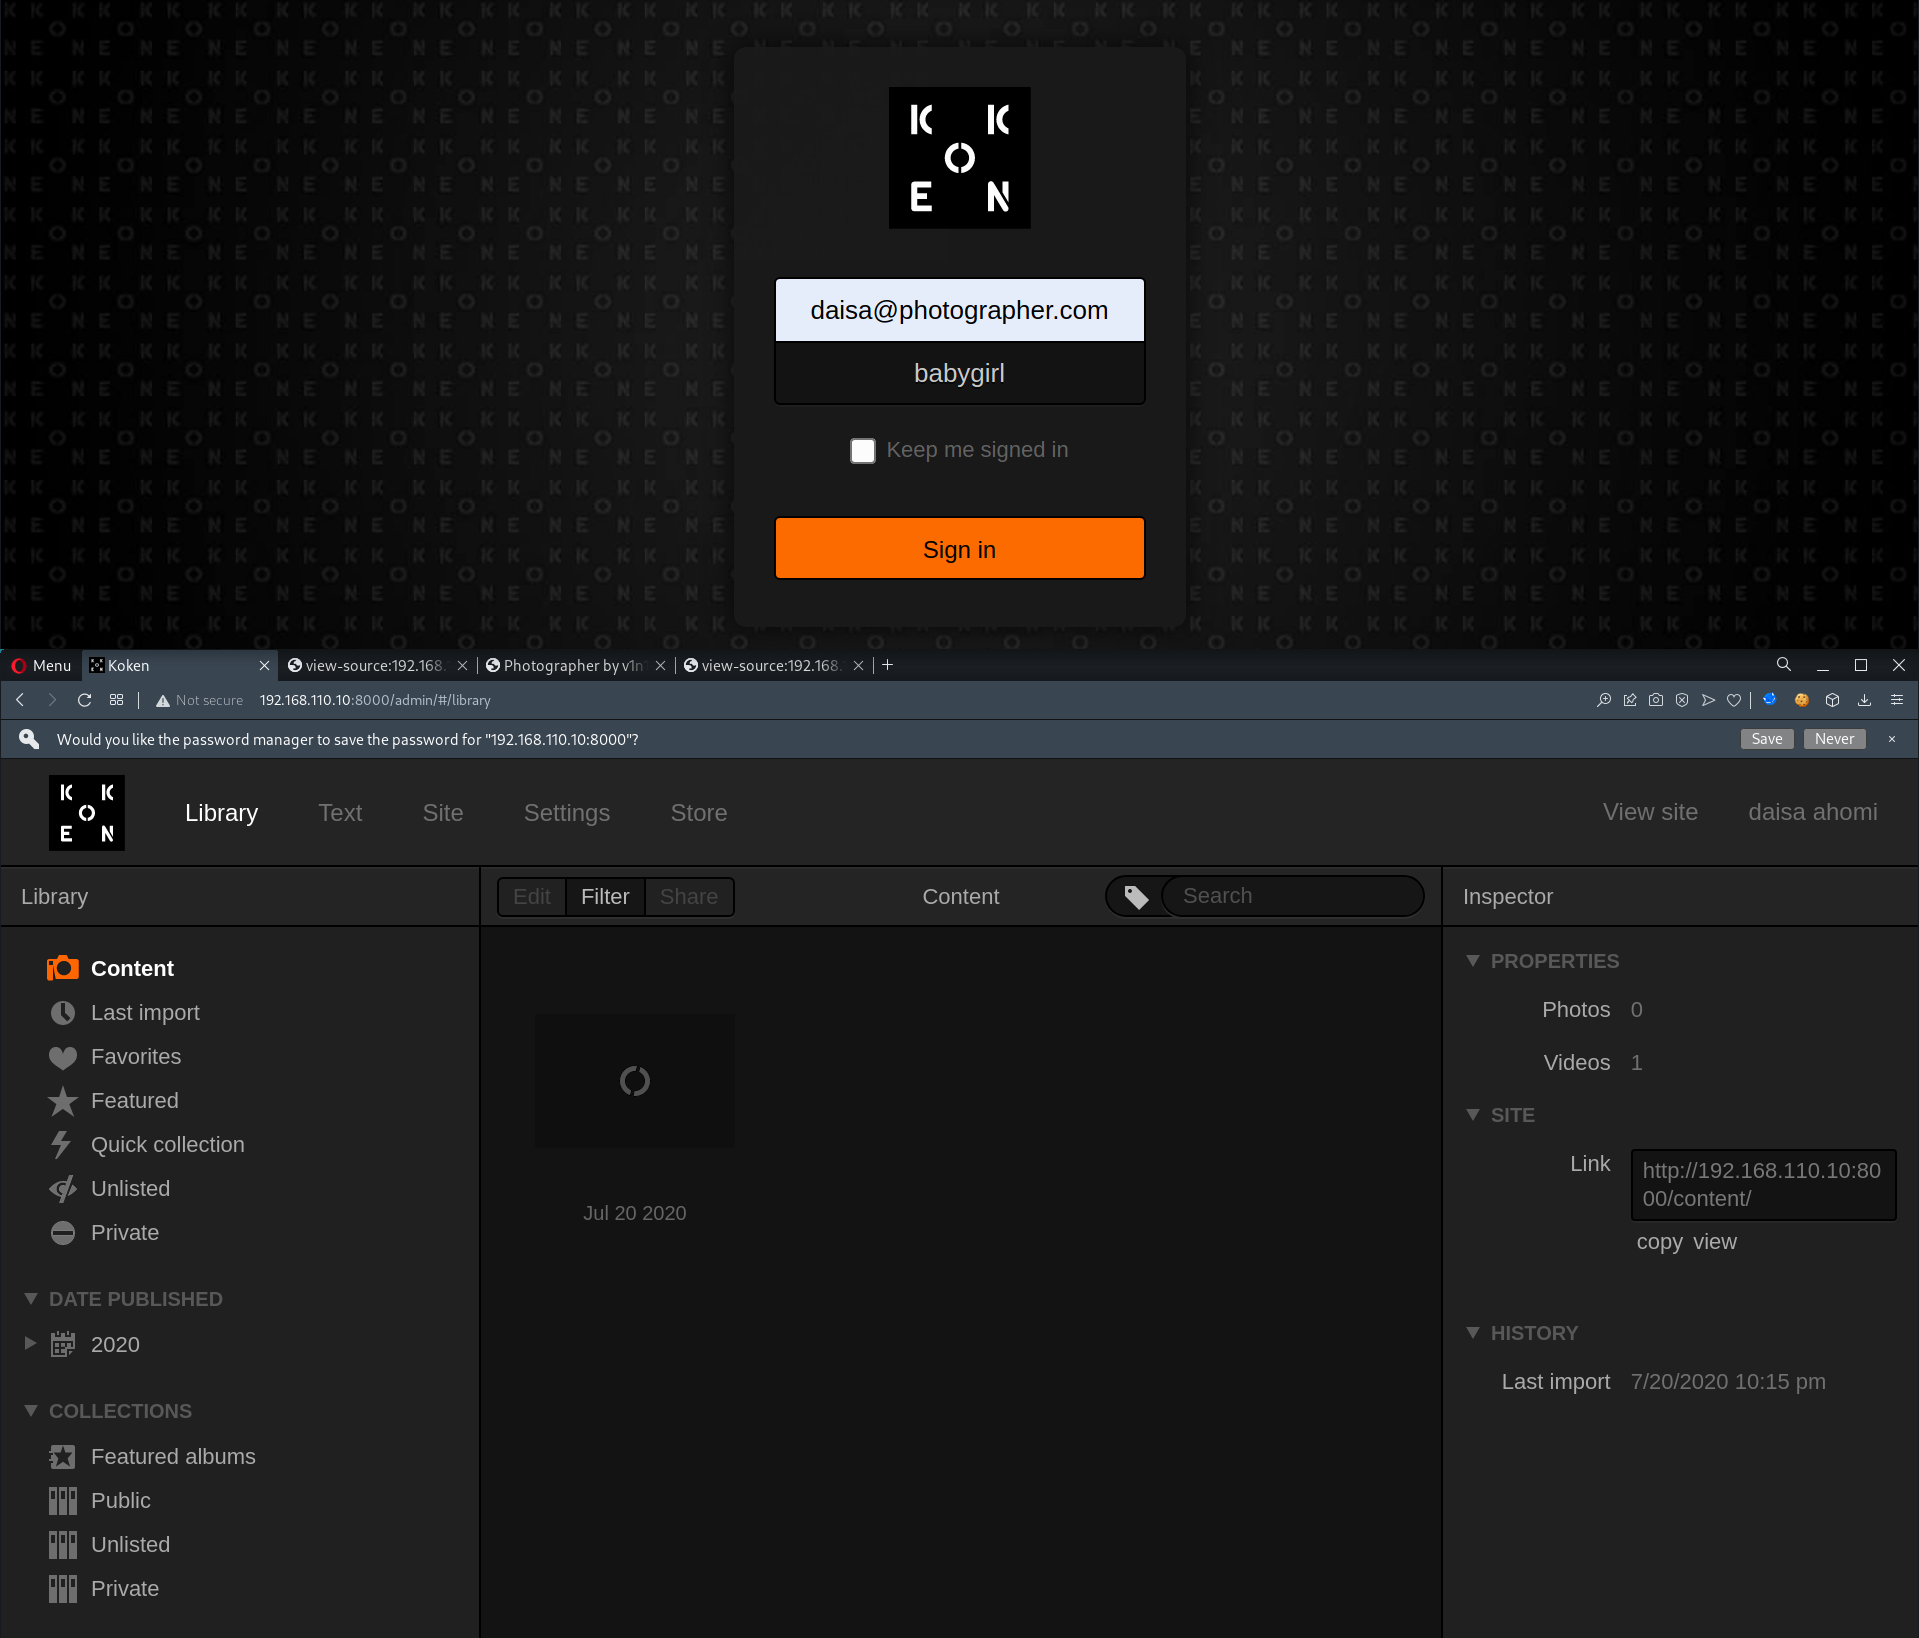 K K
O
E N
daisa@photographer.com
babygirl
Keep me signed in
Sign in
Menu Koken view-source:192.168. Photographer by v1n1 view-source:192.168.
Not secure 192.168.110.10:8000/admin/#/library
Would you like the password manager to save the password for "192.168.110.10:8000"? Save Never
K K
O
E N
Library Text Site Settings Store View site daisa ahomi
Library Edit Filter Share Content Search Inspector
Content
Last import
Favorites
Featured
Quick collection
Unlisted
Private
DATE PUBLISHED
2020
COLLECTIONS
Featured albums
Public
Unlisted
Private
Jul 20 2020
PROPERTIES
Photos 0
Videos 1
SITE
Link http://192.168.110.10:80
00/content/
copy view
HISTORY
Last import 7/20/2020 10:15 pm